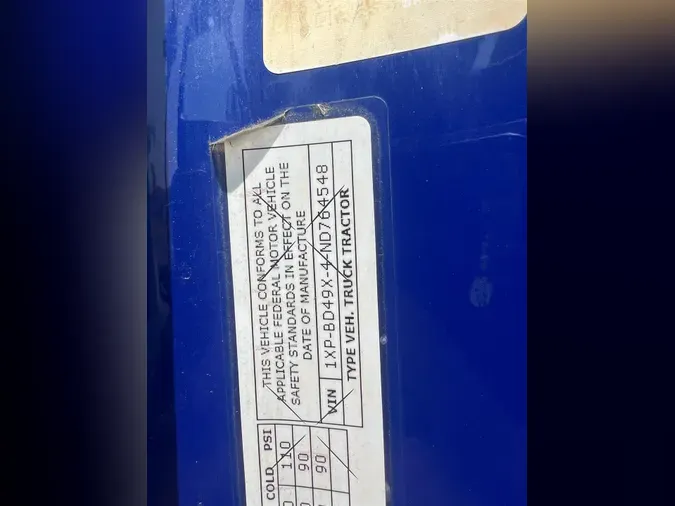 THIS VEHICLE CONFORMS TO ALL
APPLICABLE FEDERAL MOTOR VEHICLE
SAFETY STANDARDS IN EFFECT ON THE
DATE OF MANUFACTURE
VIN 1XP-BD49X-4-ND764548
TYPE VEH. TRUCK TRACTOR
COLD PSI
110
90
90